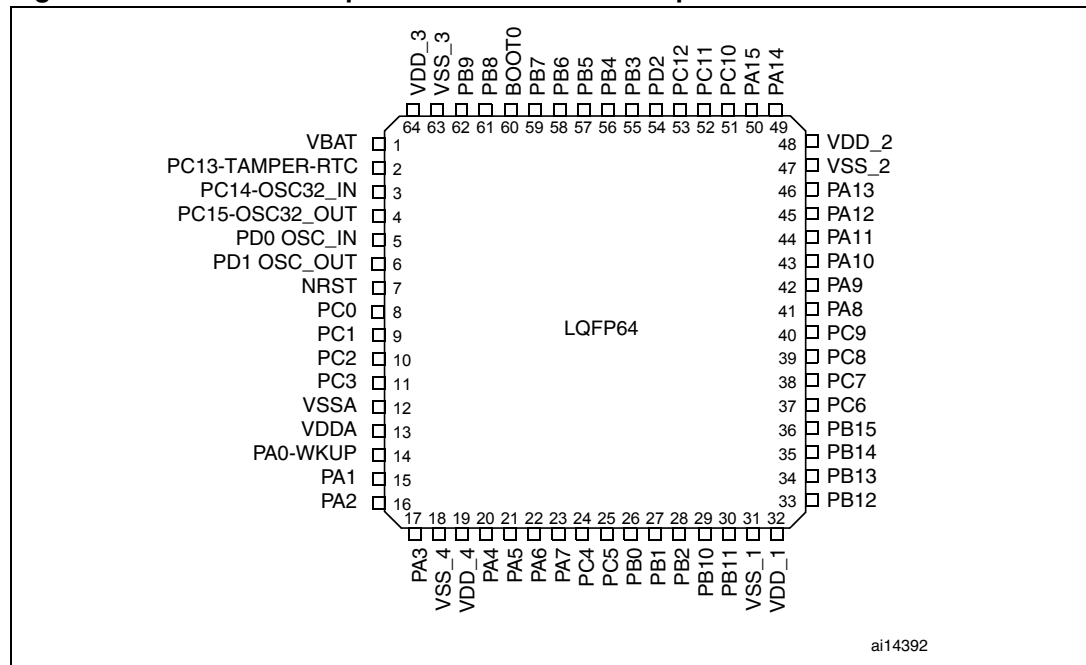 VDD_3
VSS_3
PB9
PB8
BOOT0
PB7
PB6
PB5
PB4
PB3
PD2
PC12
PC11
PC10
PA15
PA14
64 63 62 61 60 59 58 57 56 55 54 53 52 51 50 49
VBAT 1
PC13-TAMPER-RTC 2
PC14-OSC32_IN 3
PC15-OSC32_OUT 4
PD0 OSC_IN 5
PD1 OSC_OUT 6
NRST 7
PC0 8
PC1 9
PC2 10
PC3 11
VSSA 12
VDDA 13
PA0-WKUP 14
PA1 15
PA2 16
LQFP64
48 VDD_2
47 VSS_2
46 PA13
45 PA12
44 PA11
43 PA10
42 PA9
41 PA8
40 PC9
39 PC8
38 PC7
37 PC6
36 PB15
35 PB14
34 PB13
33 PB12
17 18 19 20 21 22 23 24 25 26 27 28 29 30 31 32
PA3
VSS_4
VDD_4
PA4
PA5
PA6
PA7
PC4
PC5
PB0
PB1
PB2
PB10
PB11
VSS_1
VDD_1
ai14392